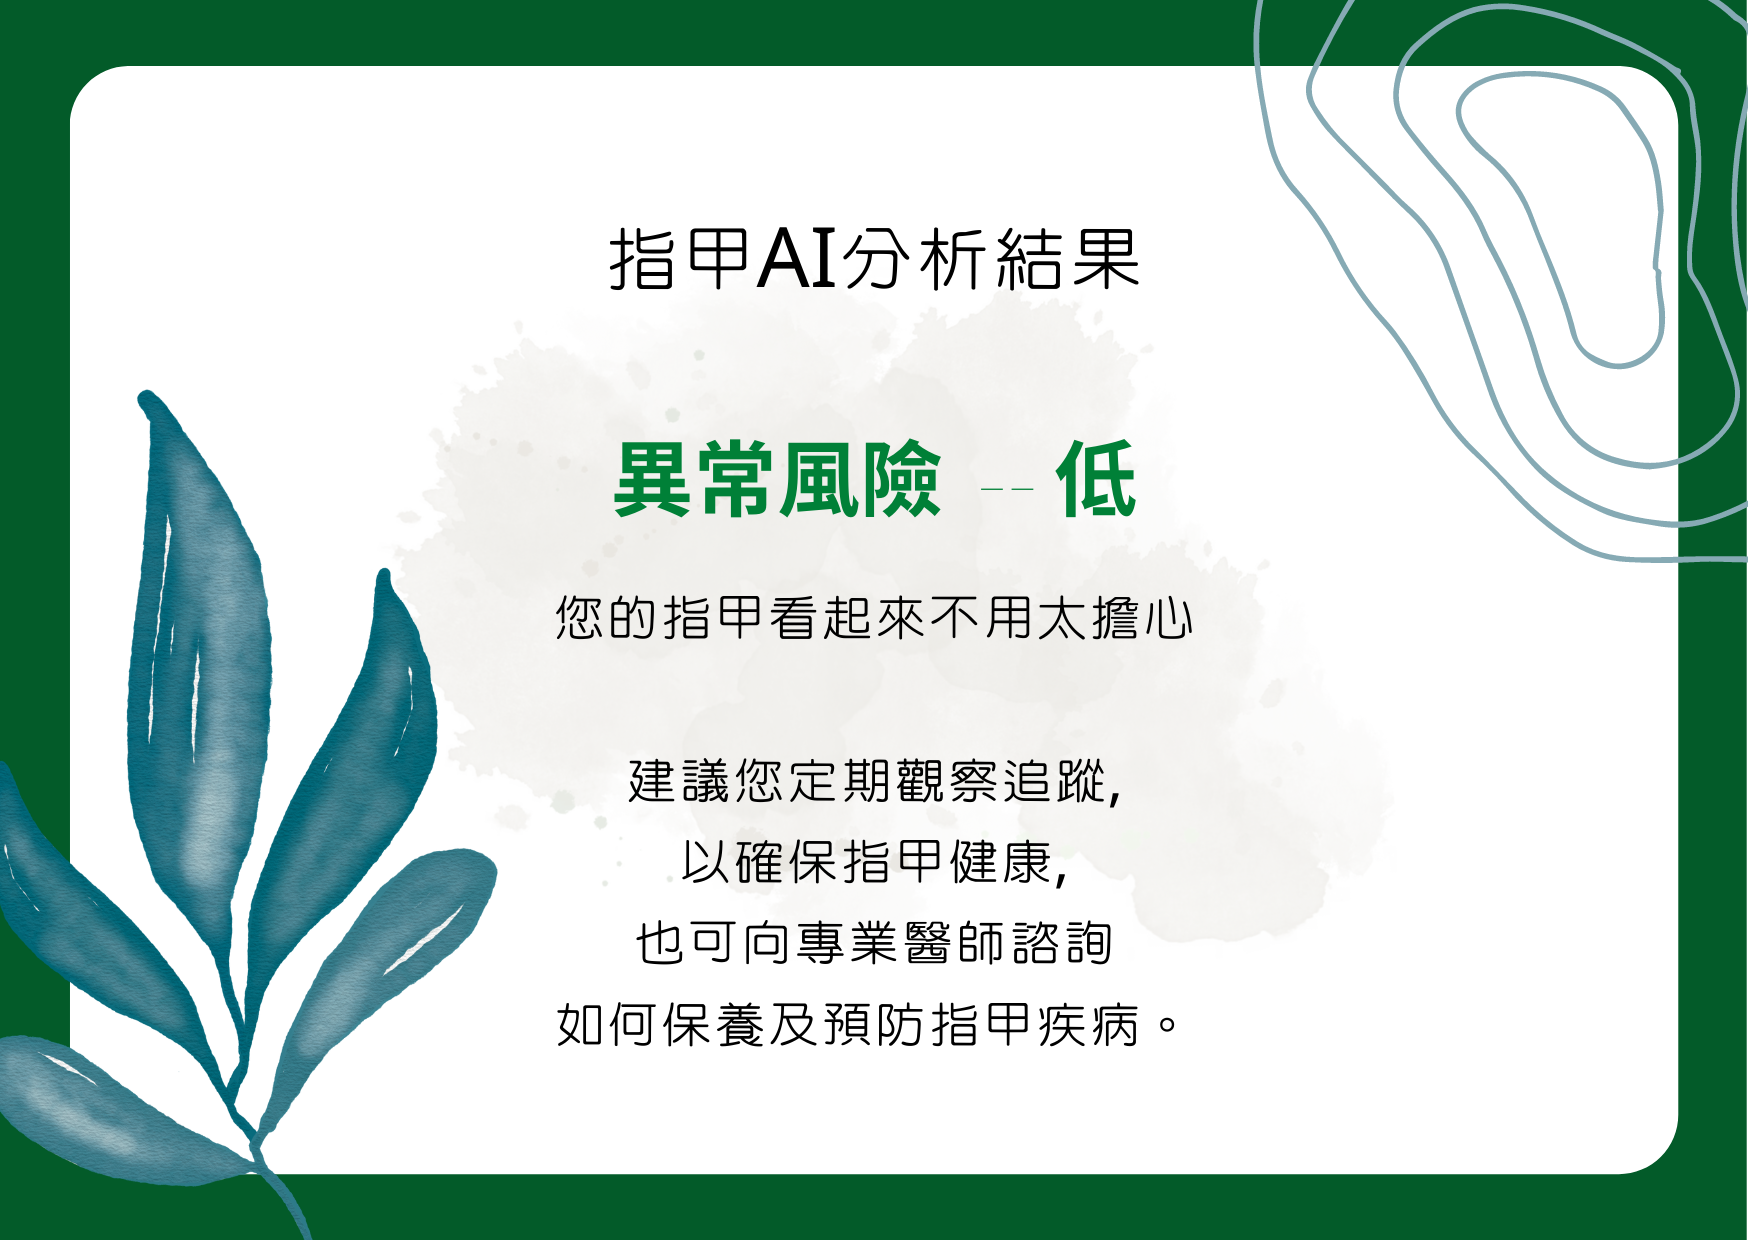 指甲AI分析結果
異常風險 -- 低
您的指甲看起來不用太擔心
建議您定期觀察追蹤,
以確保指甲健康,
也可向專業醫師諮詢
如何保養及預防指甲疾病。